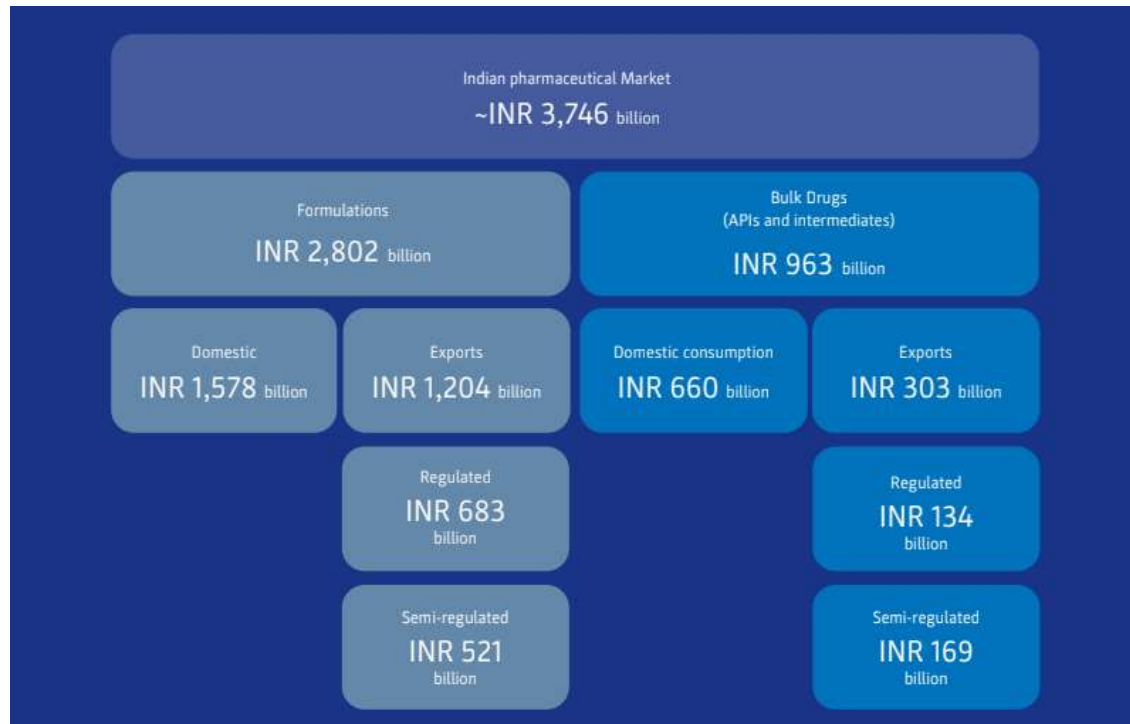 Indian pharmaceutical Market
~INR 3,746 billion
Formulations
INR 2,802 billion
Bulk Drugs
(APIs and intermediates)
INR 963 billion
Domestic
INR 1,578 billion
Exports
INR 1,204 billion
Domestic consumption
INR 660 billion
Exports
INR 303 billion
Regulated
INR 683
billion
Regulated
INR 134
billion
Semi-regulated
INR 521
billion
Semi-regulated
INR 169
billion